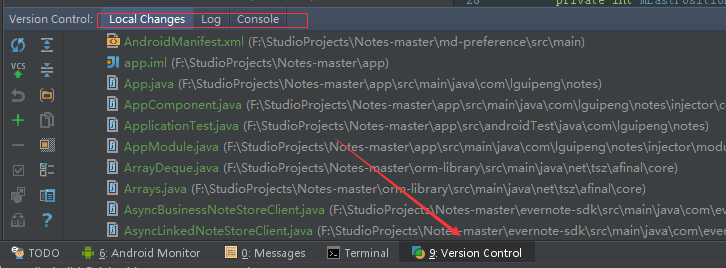 28 private int mLastPosition
Version Control: Local Changes Log Console
AndroidManifest.xml (F:\StudioProjects\Notes-master\md-preference\src\main)
VCS
app.iml (F:\StudioProjects\Notes-master\app)
App.java (F:\StudioProjects\Notes-master\app\src\main\java\com\lguipeng\notes)
AppComponent.java (F:\StudioProjects\Notes-master\app\src\main\java\com\lguipeng\notes\injector\c
ApplicationTest.java (F:\StudioProjects\Notes-master\app\src\androidTest\java\com\lguipeng\notes)
AppModule.java (F:\StudioProjects\Notes-master\app\src\main\java\com\lguipeng\notes\injector\modu
ArrayDeque.java (F:\StudioProjects\Notes-master\orm-library\src\main\java\net\tsz\afinal\core)
Arrays.java (F:\StudioProjects\Notes-master\orm-library\src\main\java\net\tsz\afinal\core)
AsyncBusinessNoteStoreClient.java (F:\StudioProjects\Notes-master\evernote-sdk\src\main\java\com\ever
AsyncLinkedNoteStoreClient.java (F:\StudioProjects\Notes-master\evernote-sdk\src\main\java\com\everno
TODO 6: Android Monitor 0: Messages Terminal 9: Version Control